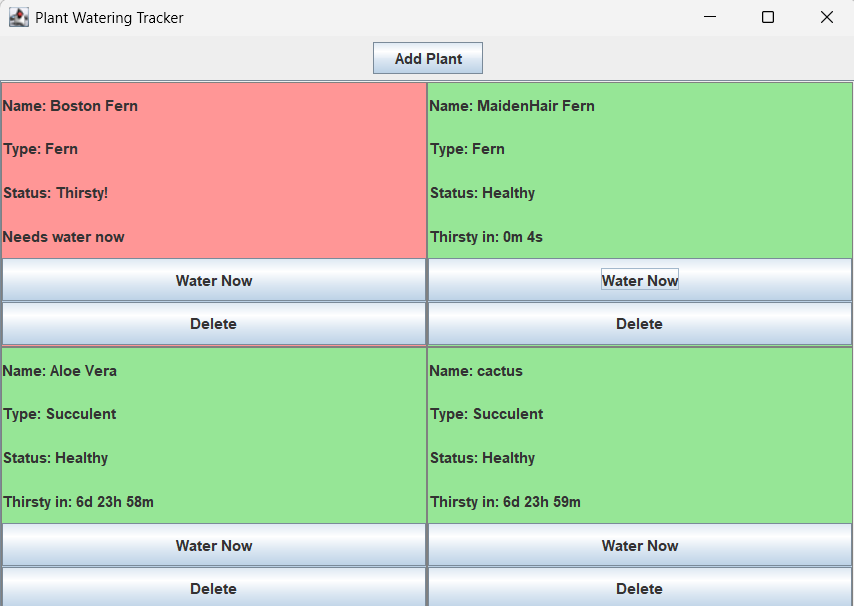 Plant Watering Tracker
Add Plant
Name: Boston Fern
Type: Fern
Status: Thirsty!
Needs water now
Water Now
Delete
Name: MaidenHair Fern
Type: Fern
Status: Healthy
Thirsty in: 0m 4s
Water Now
Delete
Name: Aloe Vera
Type: Succulent
Status: Healthy
Thirsty in: 6d 23h 58m
Water Now
Delete
Name: cactus
Type: Succulent
Status: Healthy
Thirsty in: 6d 23h 59m
Water Now
Delete